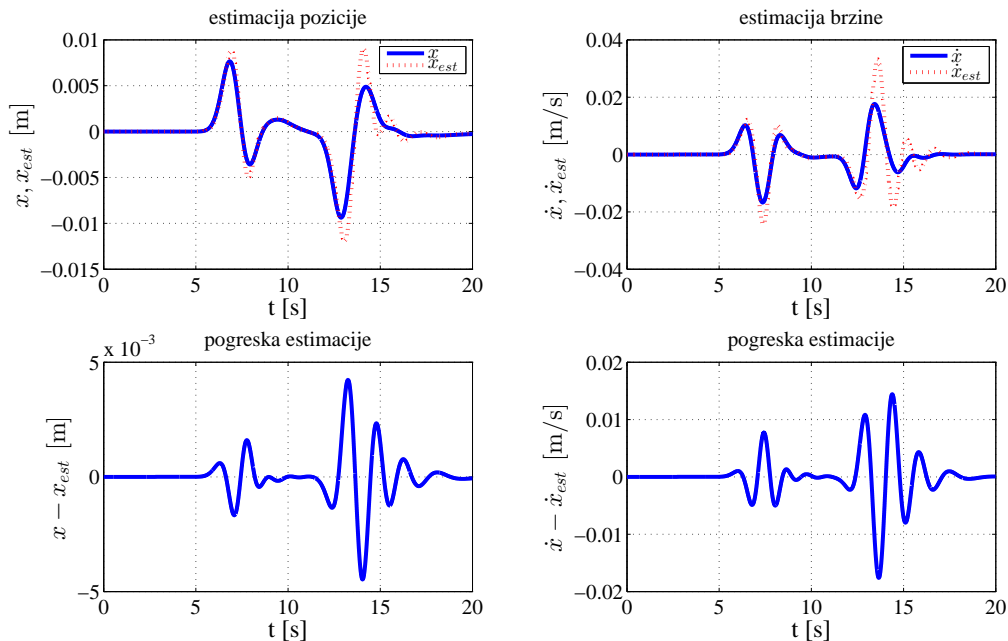 estimacija pozicije
0.01
0.005
0
−0.005
−0.01
−0.015
x, x_est [m]
x
x_est
0 5 10 15 20
t [s]
estimacija brzine
0.04
0.02
0
−0.02
−0.04
ẋ, ẋ_est [m/s]
ẋ
ẋ_est
0 5 10 15 20
t [s]
pogreska estimacije
x 10⁻³
5
0
−5
x − x_est [m]
0 5 10 15 20
t [s]
pogreska estimacije
0.02
0.01
0
−0.01
−0.02
ẋ − ẋ_est [m/s]
0 5 10 15 20
t [s]